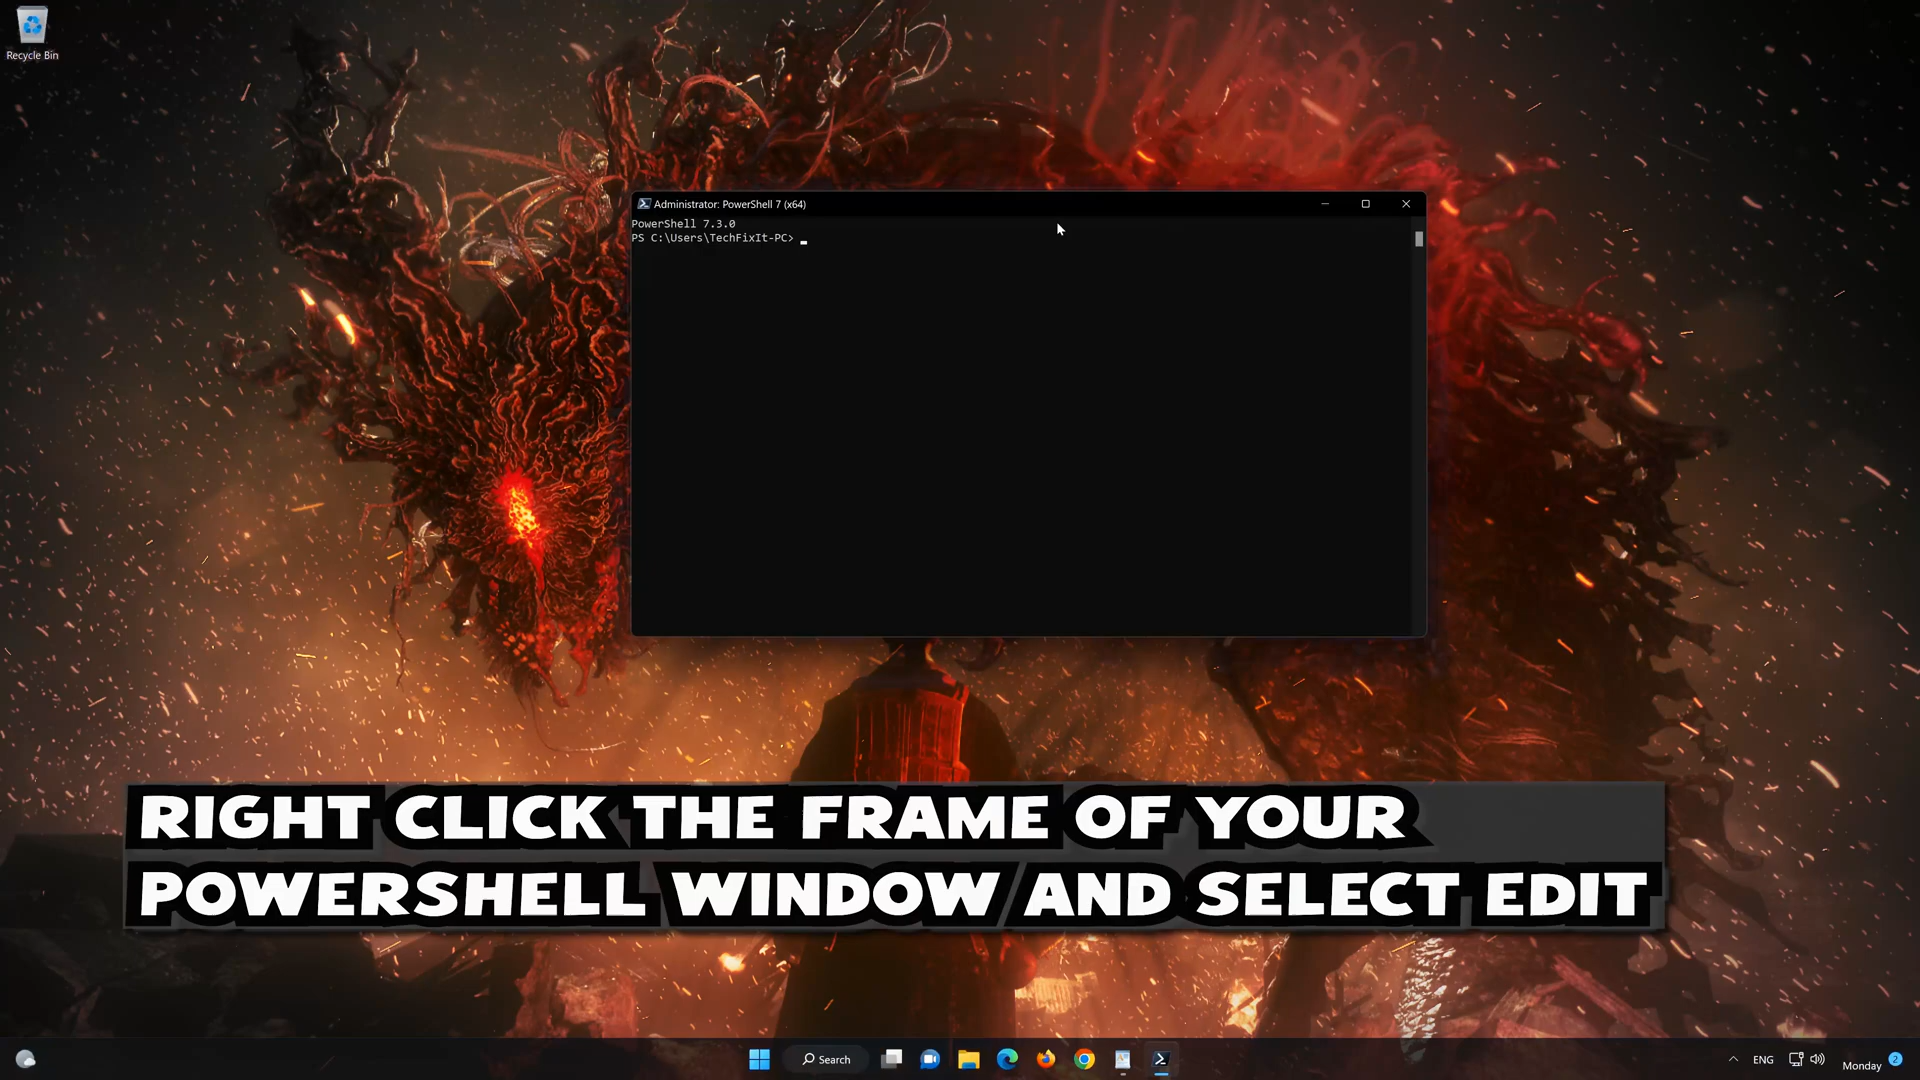 Recycle Bin
Administrator: PowerShell 7 (x64)
PowerShell 7.3.0
PS C:\Users\TechFixIt-PC>
RIGHT CLICK THE FRAME OF YOUR
POWERSHELL WINDOW AND SELECT EDIT
Search
ENG
Monday
2